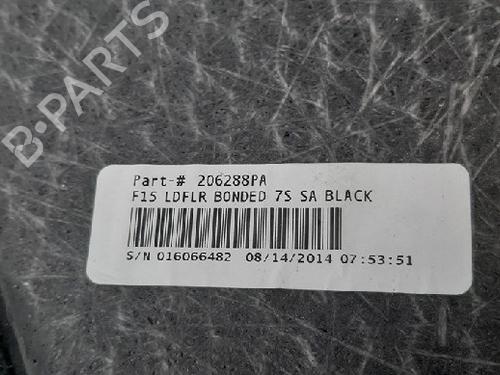 B-PARTS
Part-# 206288PA
F15 LDFLR BONDED 7S SA BLACK
S/N 016066482 08/14/2014 07:53:51